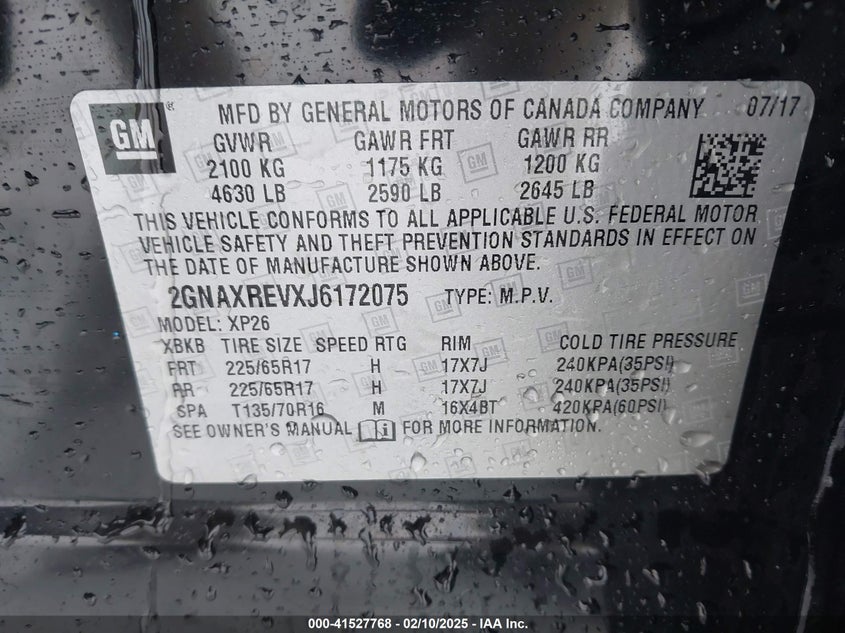 GM ® MFD BY GENERAL MOTORS OF CANADA COMPANY 07/17
GVWR GAWR FRT GAWR RR
2100 KG 1175 KG 1200 KG
4630 LB 2590 LB 2645 LB
THIS VEHICLE CONFORMS TO ALL APPLICABLE U.S. FEDERAL MOTOR
VEHICLE SAFETY AND THEFT PREVENTION STANDARDS IN EFFECT ON
THE DATE OF MANUFACTURE SHOWN ABOVE.
2GNAXREVXJ6172075 TYPE: M.P.V.
MODEL: XP26
XBKB TIRE SIZE SPEED RTG RIM COLD TIRE PRESSURE
FRT 225/65R17 H 17X7J 240KPA(35PSI)
RR 225/65R17 H 17X7J 240KPA(35PSI)
SPA T135/70R16 M 16X4BT 420KPA(60PSI)
SEE OWNER'S MANUAL i FOR MORE INFORMATION.
000-41527768 - 02/10/2025 - IAA Inc.